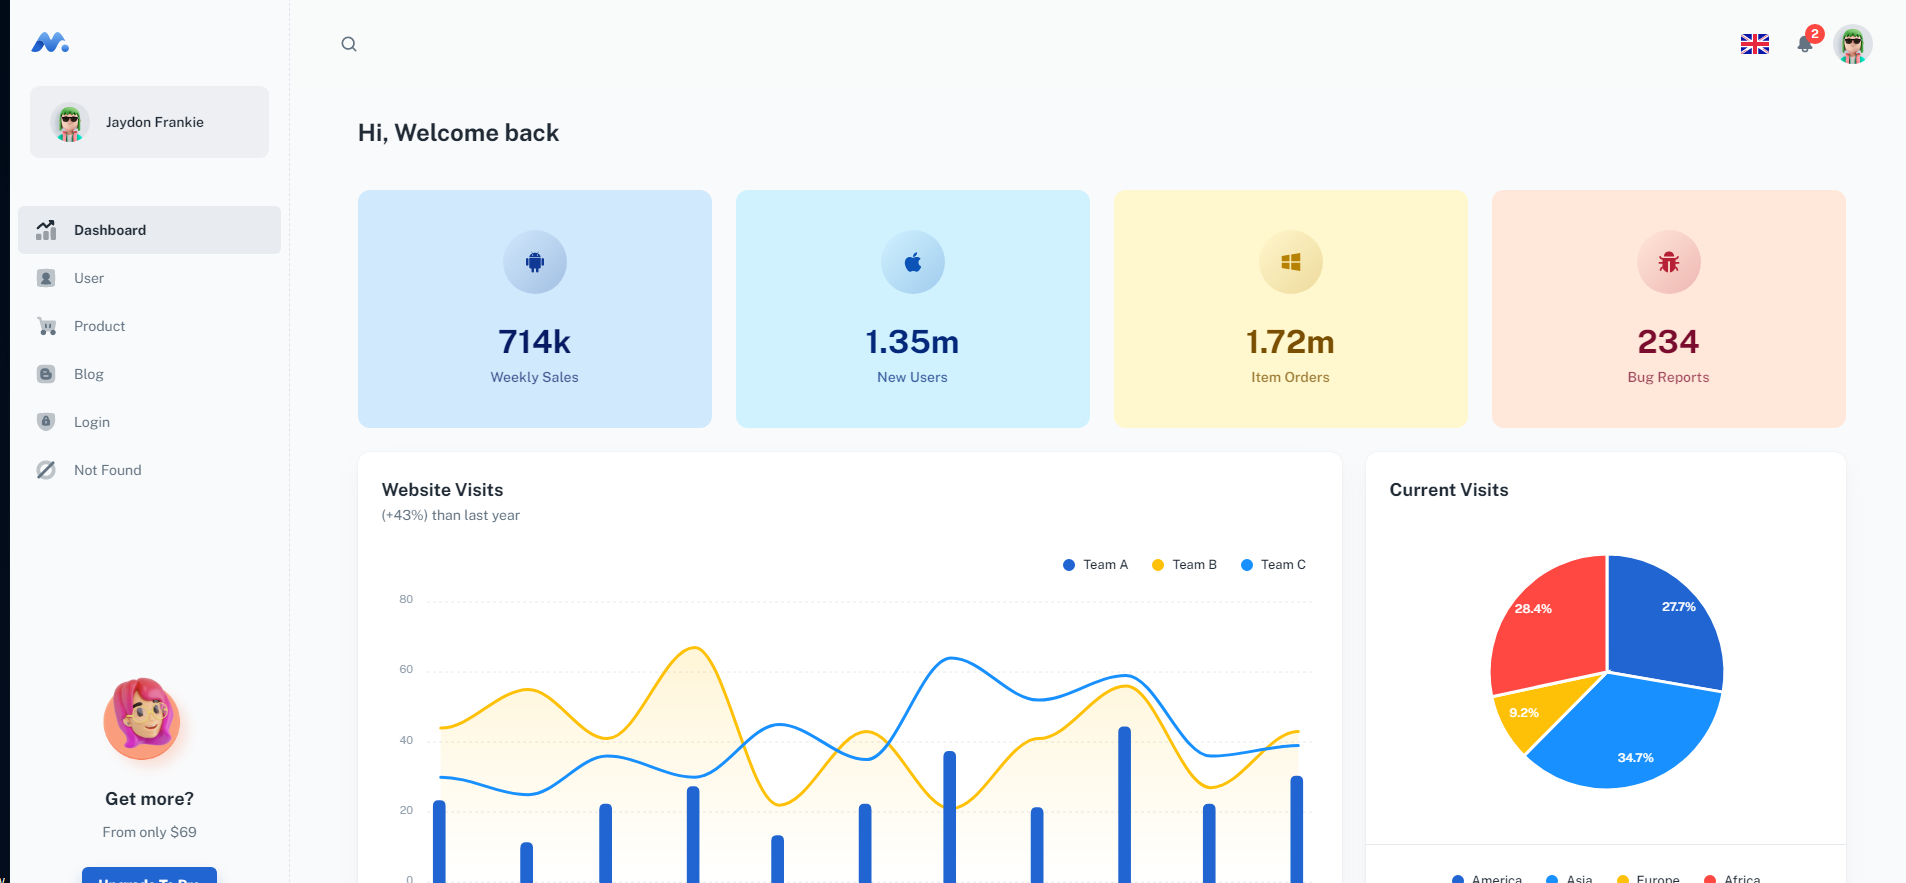 2
Jaydon Frankie
Hi, Welcome back
Dashboard
User
Product
Blog
Login
Not Found
714k
Weekly Sales
1.35m
New Users
1.72m
Item Orders
234
Bug Reports
Website Visits
(+43%) than last year
Team A
Team B
Team C
80
60
40
20
0
Current Visits
28.4%
27.7%
9.2%
34.7%
America
Asia
Europe
Africa
Get more?
From only $69
Upgrade To Pro